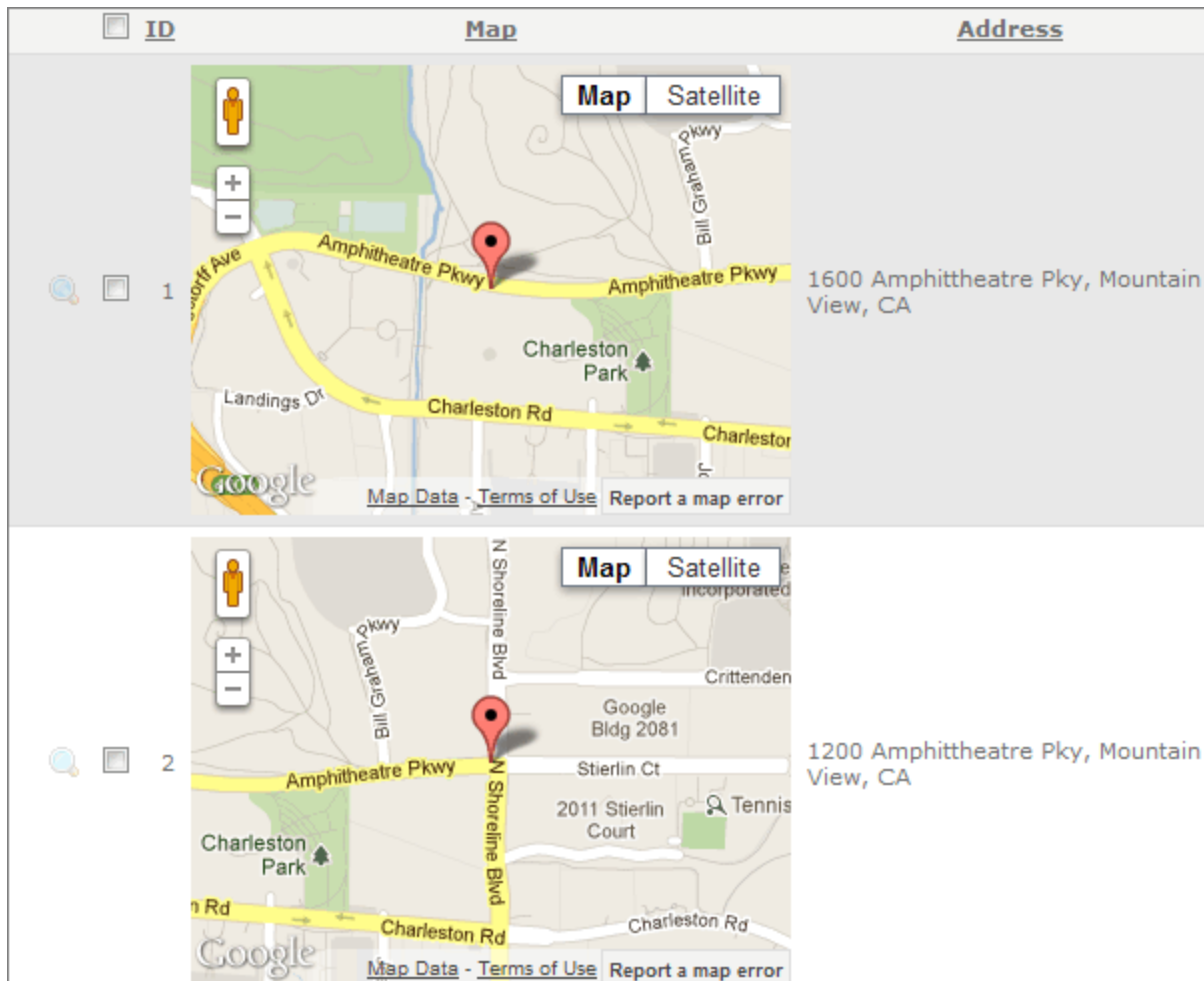 ID Map Address
Map Satellite
Pkwy
Bill Graham
Amphitheatre Pkwy
Amphitheatre Pkwy
Ave
1
1600 Amphittheatre Pky, Mountain
View, CA
Charleston
Park
Landings Dr
Charleston Rd
Charleston
Google
Map Data - Terms of Use Report a map error
N Shoreline Blvd
Map Satellite
Incorporated
Bill Graham Pkwy
Crittenden
Google
Bldg 2081
2
1200 Amphittheatre Pky, Mountain
View, CA
Amphitheatre Pkwy
Stierlin Ct
N Shoreline Blvd
2011 Stierlin
Court
Tennis
Charleston
Park
Rd
Charleston Rd
Charleston Rd
Google
Map Data - Terms of Use Report a map error